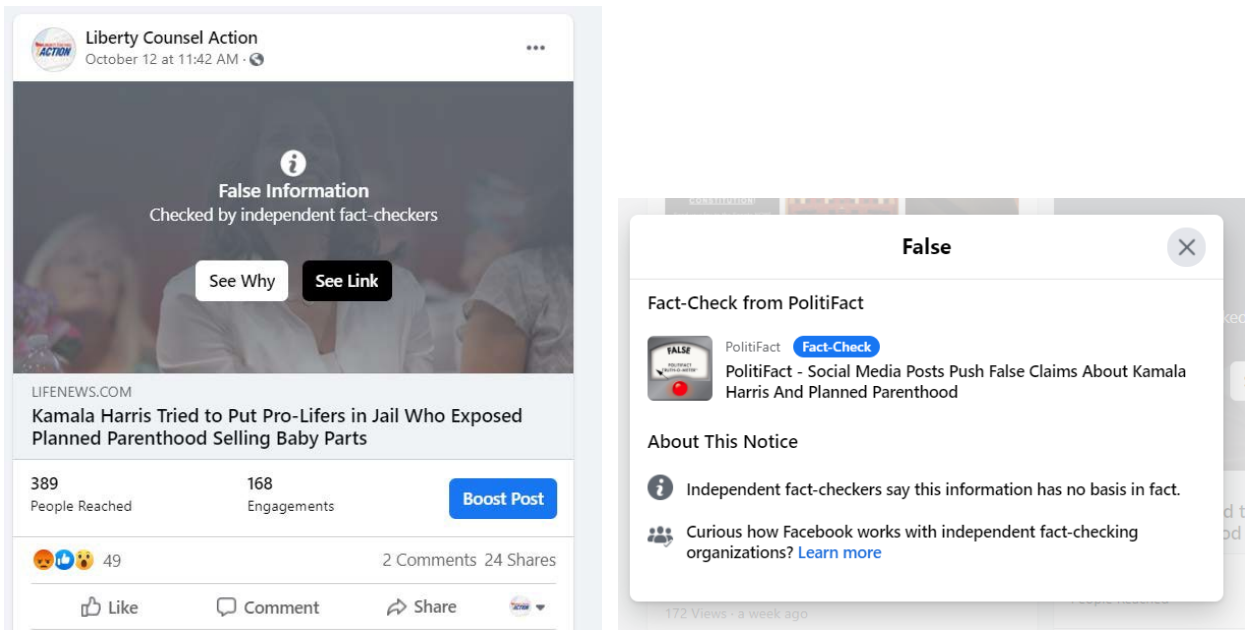 Liberty Counsel Action
October 12 at 11:42 AM ·
ACTION
False Information
Checked by independent fact-checkers
See Why
See Link
LIFENEWS.COM
Kamala Harris Tried to Put Pro-Lifers in Jail Who Exposed
Planned Parenthood Selling Baby Parts
389
168
People Reached
Engagements
Boost Post
49
2 Comments 24 Shares
Like
Comment
Share
CONSTITUTION!
False
Fact-Check from PolitiFact
FALSE
PolitiFact Fact-Check
PolitiFact - Social Media Posts Push False Claims About Kamala
Harris And Planned Parenthood
About This Notice
Independent fact-checkers say this information has no basis in fact.
Curious how Facebook works with independent fact-checking
organizations? Learn more
172 Views · a week ago